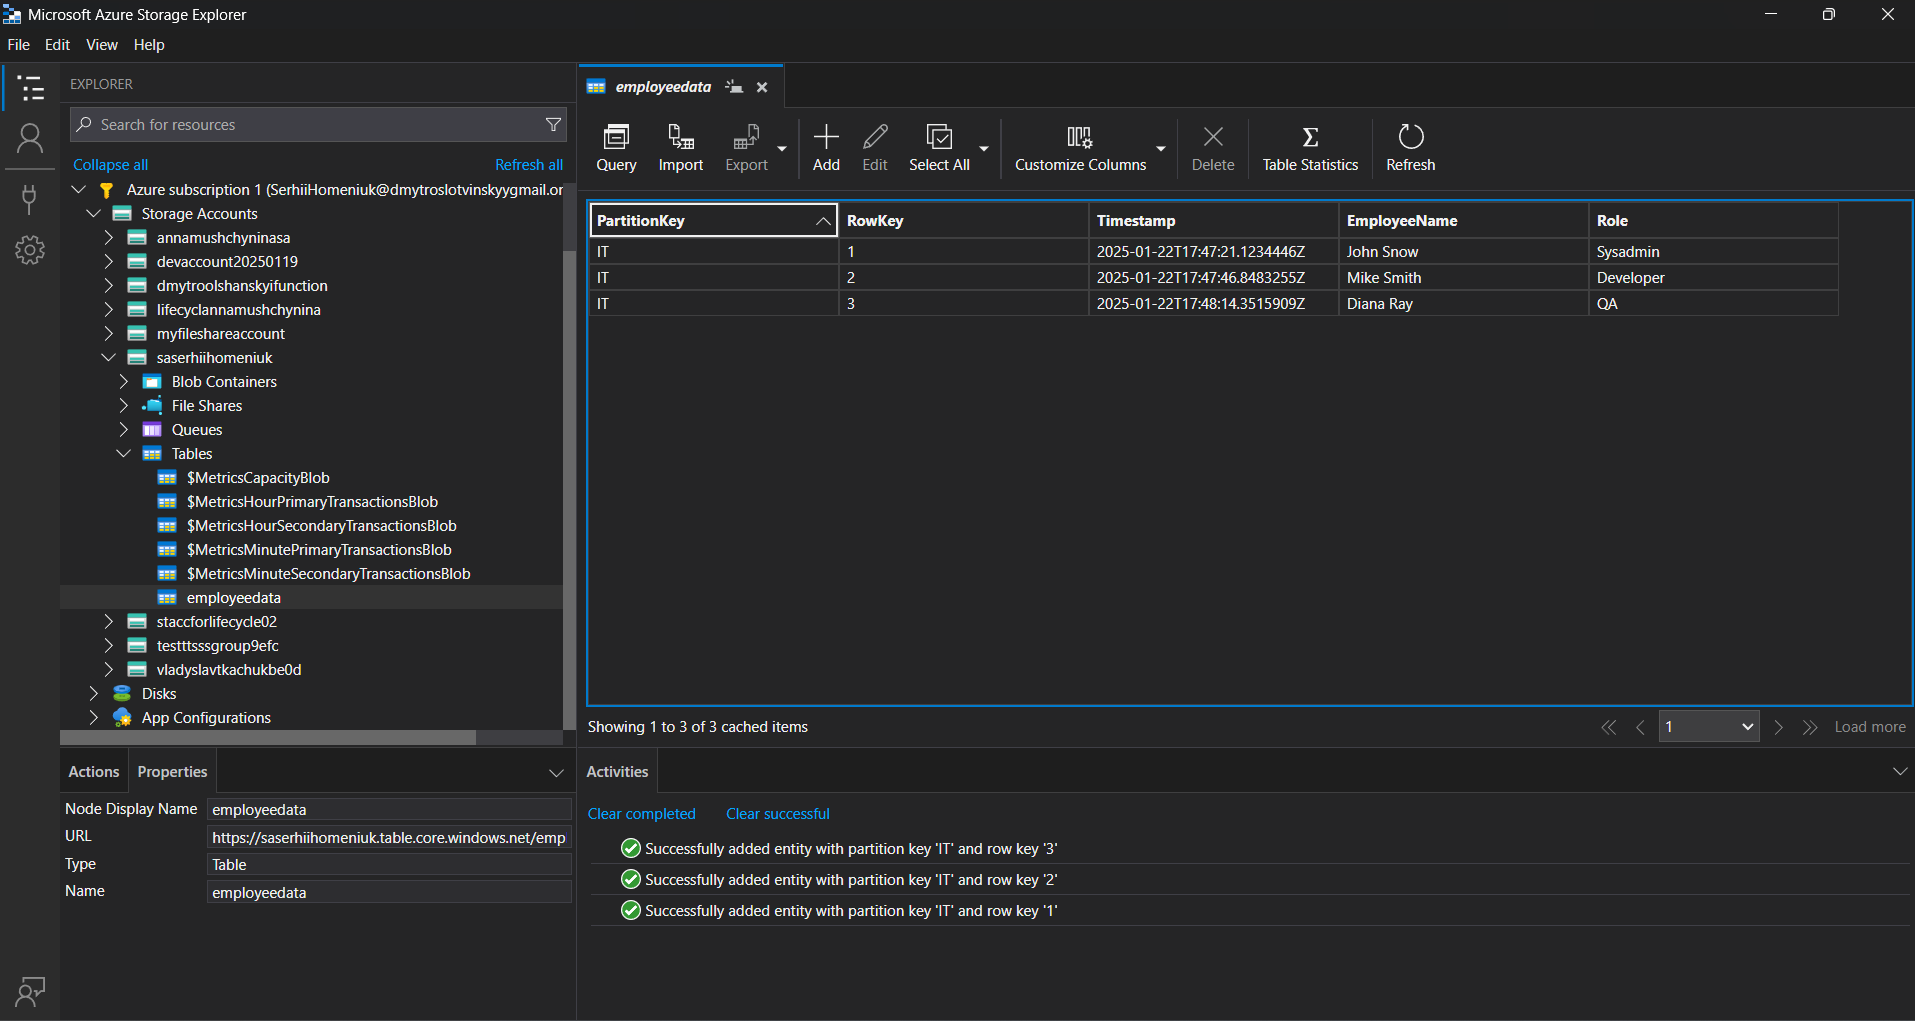 Microsoft Azure Storage Explorer
File Edit View Help
EXPLORER
Search for resources
Collapse all Refresh all
Azure subscription 1 (SerhiiHomeniuk@dmytroslotvinskyygmail.or
Storage Accounts
annamushchyninasa
devaccount20250119
dmytroolshanskyifunction
lifecyclannamushchynina
myfileshareaccount
saserhiihomeniuk
Blob Containers
File Shares
Queues
Tables
$MetricsCapacityBlob
$MetricsHourPrimaryTransactionsBlob
$MetricsHourSecondaryTransactionsBlob
$MetricsMinutePrimaryTransactionsBlob
$MetricsMinuteSecondaryTransactionsBlob
employeedata
staccforlifecycle02
testttsssgroup9efc
vladyslavtkachukbe0d
Disks
App Configurations
Actions Properties
Node Display Name employeedata
URL https://saserhiihomeniuk.table.core.windows.net/emp
Type Table
Name employeedata
employeedata
Query Import Export Add Edit Select All Customize Columns Delete Table Statistics Refresh
PartitionKey RowKey Timestamp EmployeeName Role
IT 1 2025-01-22T17:47:21.1234446Z John Snow Sysadmin
IT 2 2025-01-22T17:47:46.8483255Z Mike Smith Developer
IT 3 2025-01-22T17:48:14.3515909Z Diana Ray QA
Showing 1 to 3 of 3 cached items 1 Load more
Activities
Clear completed Clear successful
Successfully added entity with partition key 'IT' and row key '3'
Successfully added entity with partition key 'IT' and row key '2'
Successfully added entity with partition key 'IT' and row key '1'